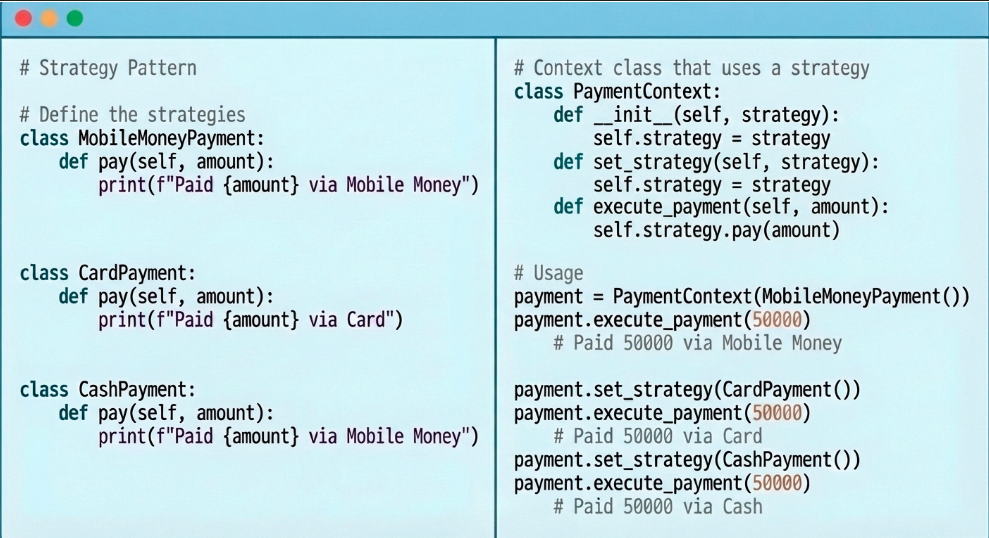 # Strategy Pattern
# Define the strategies
class MobileMoneyPayment:
    def pay(self, amount):
        print(f"Paid {amount} via Mobile Money")
class CardPayment:
    def pay(self, amount):
        print(f"Paid {amount} via Card")
class CashPayment:
    def pay(self, amount):
        print(f"Paid {amount} via Mobile Money")
# Context class that uses a strategy
class PaymentContext:
    def __init__(self, strategy):
        self.strategy = strategy
    def set_strategy(self, strategy):
        self.strategy = strategy
    def execute_payment(self, amount):
        self.strategy.pay(amount)
# Usage
payment = PaymentContext(MobileMoneyPayment())
payment.execute_payment(50000)
    # Paid 50000 via Mobile Money
payment.set_strategy(CardPayment())
payment.execute_payment(50000)
    # Paid 50000 via Card
payment.set_strategy(CashPayment())
payment.execute_payment(50000)
    # Paid 50000 via Cash